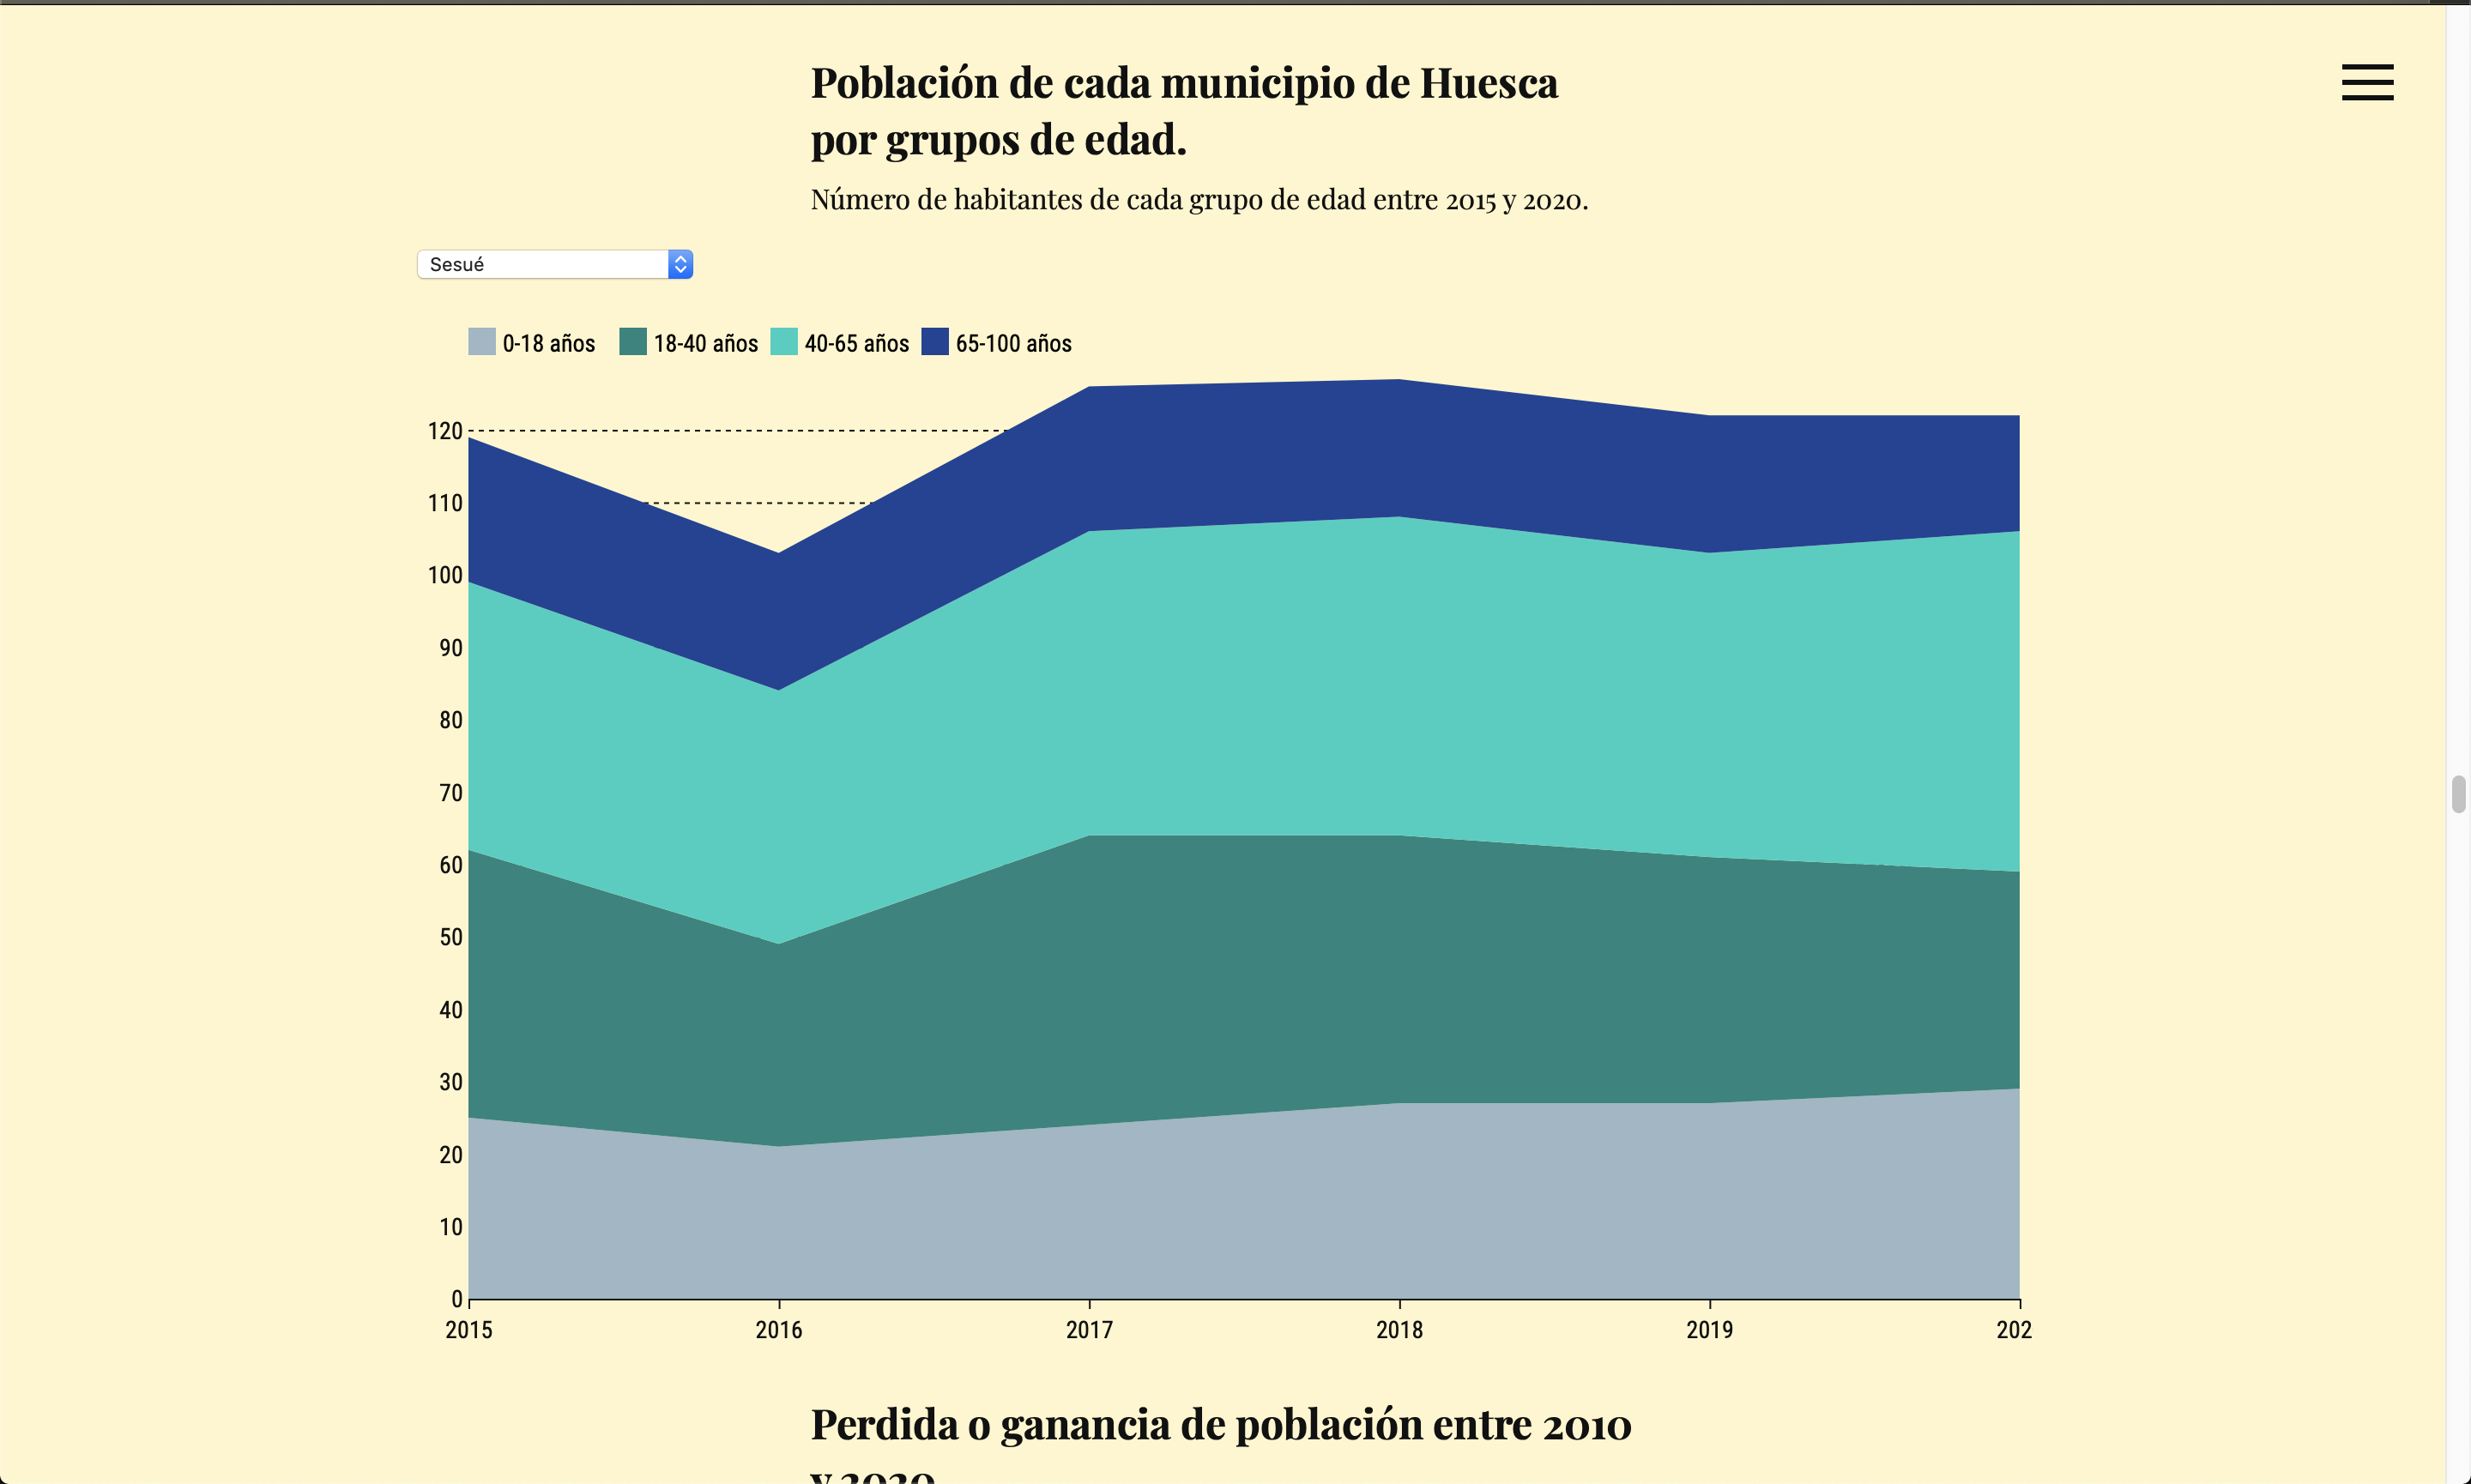 Población de cada municipio de Huesca
por grupos de edad.
Número de habitantes de cada grupo de edad entre 2015 y 2020.
Sesué
0-18 años 18-40 años 40-65 años 65-100 años
120
110
100
90
80
70
60
50
40
30
20
10
0
2015 2016 2017 2018 2019 202
Perdida o ganancia de población entre 2010
y 2020